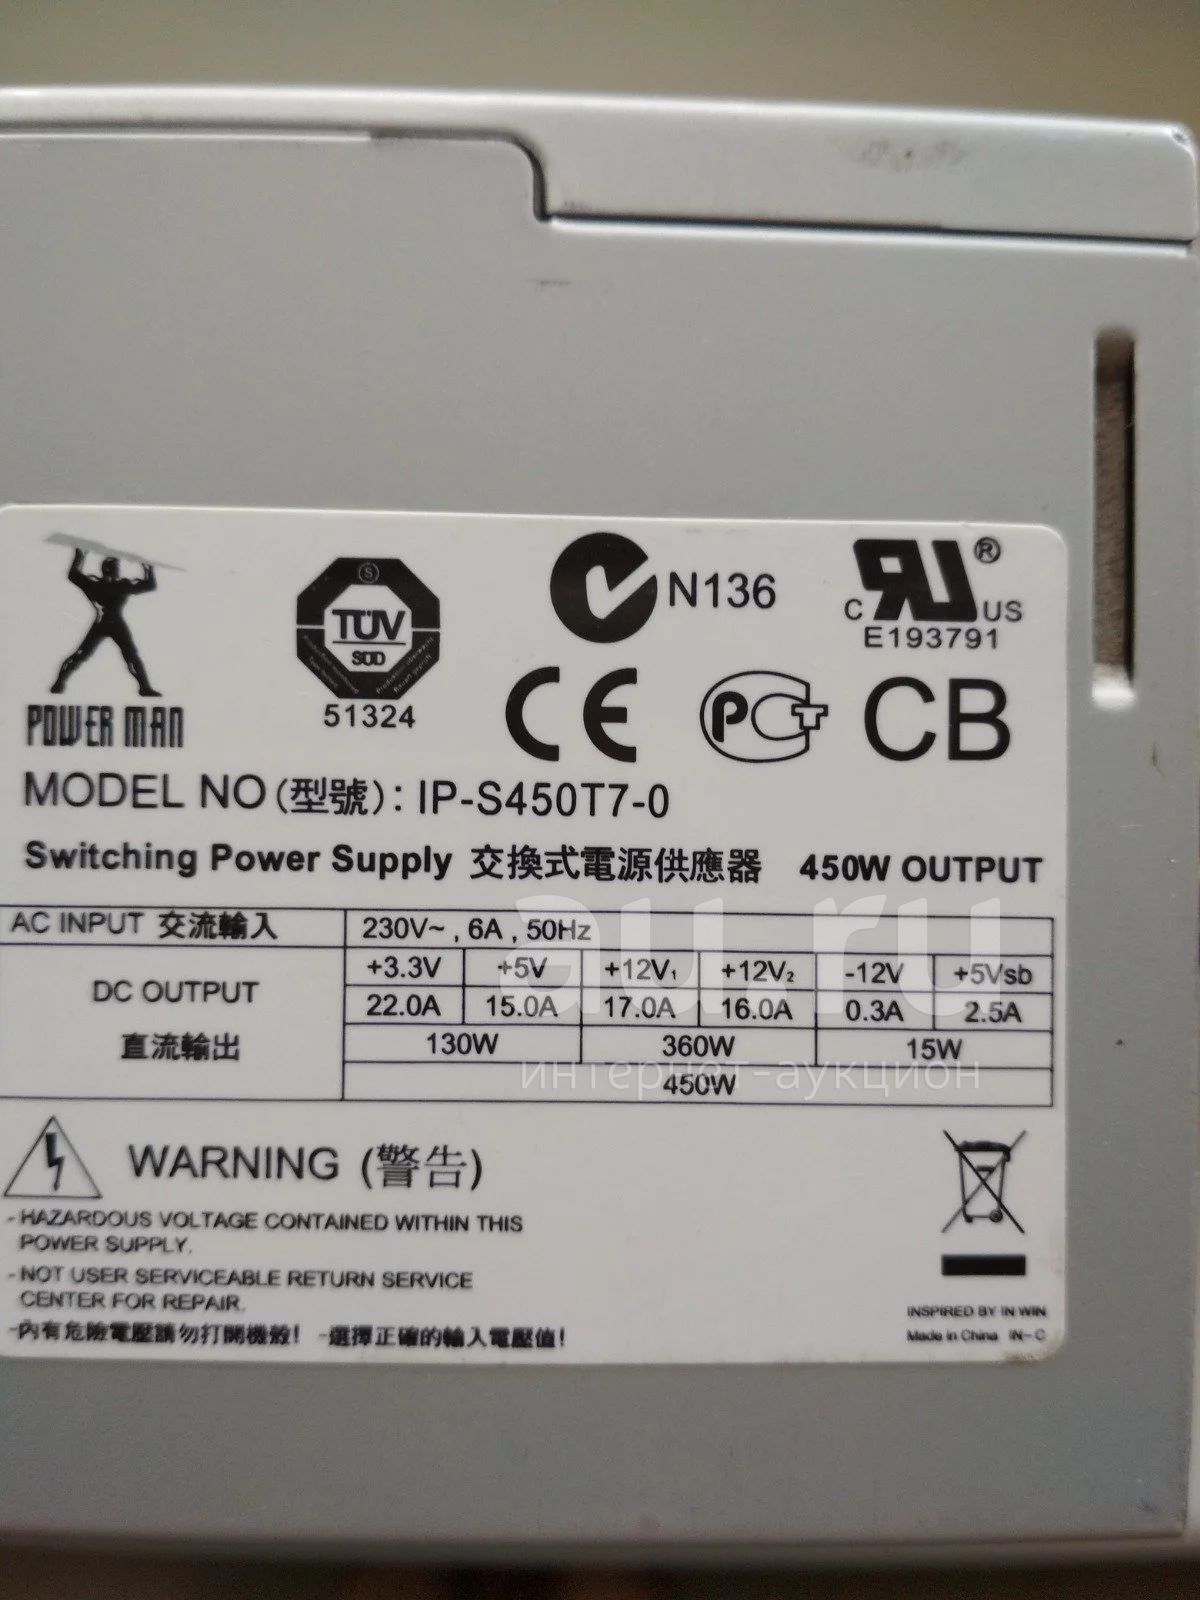 TÜV
SÜD
51324
N136
C US
®
E193791
POWER MAN
CE
PCT
CB
MODEL NO(型號): IP-S450T7-0
Switching Power Supply 交換式電源供應器 450W OUTPUT
AC INPUT 交流輸入 230V~, 6A, 50Hz
DC OUTPUT
直流輸出
+3.3V +5V +12V₁ +12V₂ -12V +5Vsb
22.0A 15.0A 17.0A 16.0A 0.3A 2.5A
130W 360W 15W
450W
au.ru
интернет-аукцион
WARNING (警告)
-HAZARDOUS VOLTAGE CONTAINED WITHIN THIS
POWER SUPPLY.
-NOT USER SERVICEABLE RETURN SERVICE
CENTER FOR REPAIR.
-內有危險電壓請勿打開機殼! -選擇正確的輸入電壓值!
INSPIRED BY IN WIN
Made in China IN-C